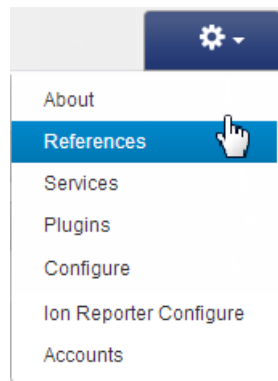 About
References
Services
Plugins
Configure
Ion Reporter Configure
Accounts